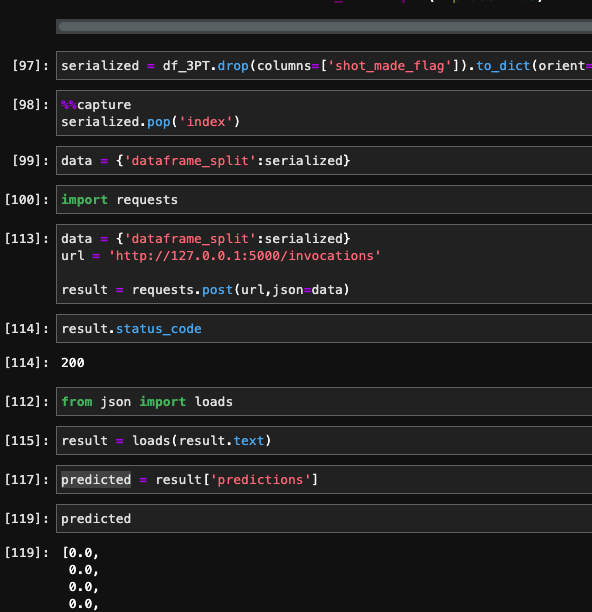 [97]: serialized = df_3PT.drop(columns=['shot_made_flag']).to_dict(orient=
[98]: %%capture
serialized.pop('index')
[99]: data = {'dataframe_split':serialized}
[100]: import requests
[113]: data = {'dataframe_split':serialized}
url = 'http://127.0.0.1:5000/invocations'
result = requests.post(url,json=data)
[114]: result.status_code
[114]: 200
[112]: from json import loads
[115]: result = loads(result.text)
[117]: predicted = result['predictions']
[119]: predicted
[119]: [0.0,
0.0,
0.0,
0.0,